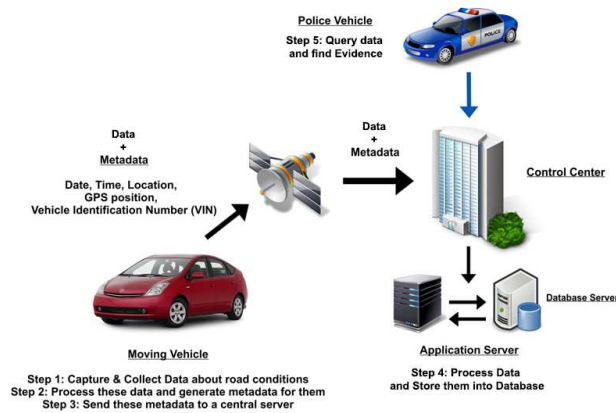 Police Vehicle
Step 5: Query data
and find Evidence
POLICE
Data
+
Metadata
Date, Time, Location,
GPS position,
Vehicle Identification Number (VIN)
Data
+
Metadata
Control Center
Database Server
Moving Vehicle
Application Server
Step 1: Capture & Collect Data about road conditions
Step 2: Process these data and generate metadata for them
Step 3: Send these metadata to a central server
Step 4: Process Data
and Store them into Database